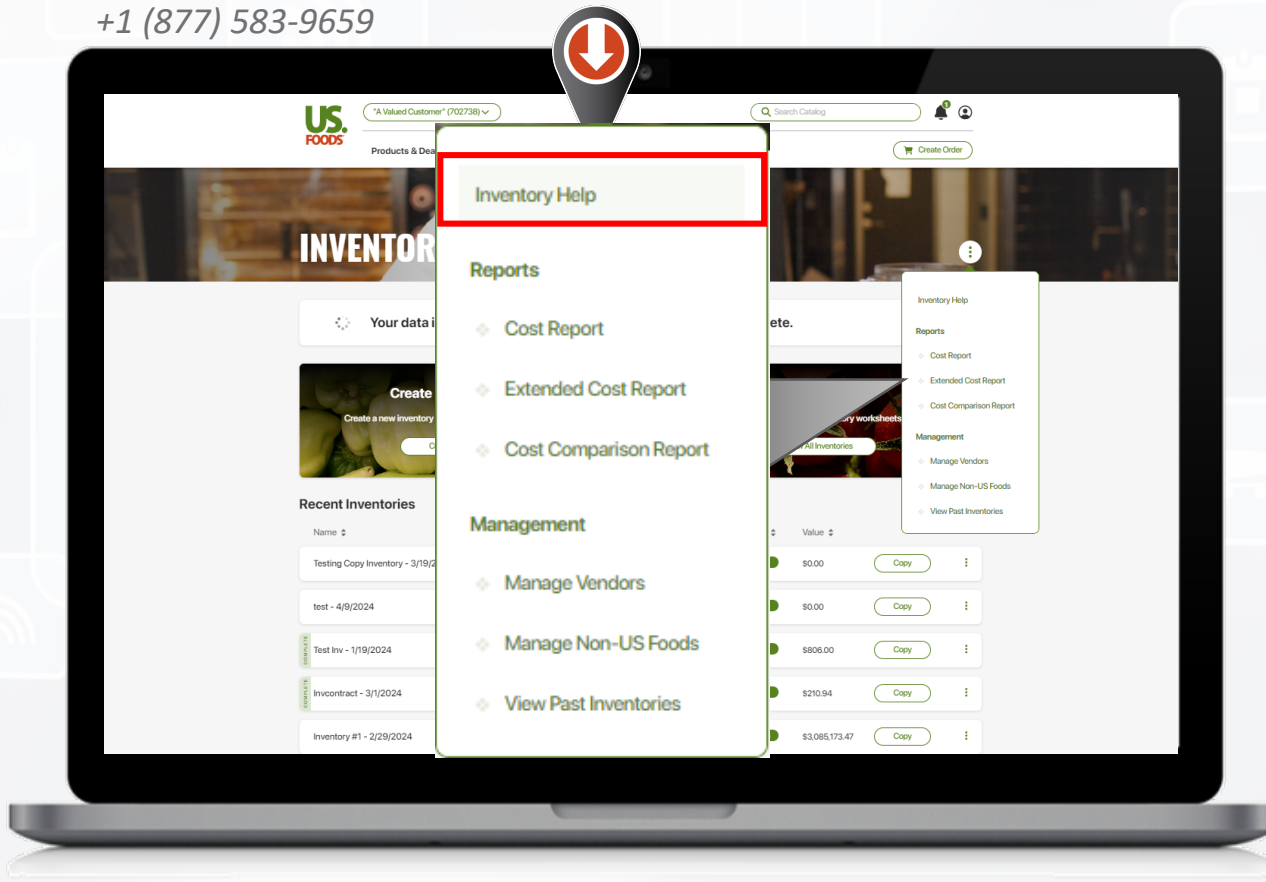 +1 (877) 583-9659
US.
FOODS
"A Valued Customer" (702738)
Search Catalog
1
Products & Dea
Create Order
INVENTOR
Inventory Help
Reports
Cost Report
Extended Cost Report
Cost Comparison Report
Management
Manage Vendors
Manage Non-US Foods
View Past Inventories
Your data i
ete.
Create
Create a new inventory
C
ory worksheets
All Inventories
Inventory Help
Reports
Cost Report
Extended Cost Report
Cost Comparison Report
Management
Manage Vendors
Manage Non-US Foods
View Past Inventories
Recent Inventories
Name
Value
Testing Copy Inventory - 3/19/2
$0.00
Copy
test - 4/9/2024
$0.00
Copy
COMPLETE
Test Inv - 1/19/2024
$806.00
Copy
COMPLETE
Invcontract - 3/1/2024
$210.94
Copy
Inventory #1 - 2/29/2024
$3,085,173.47
Copy